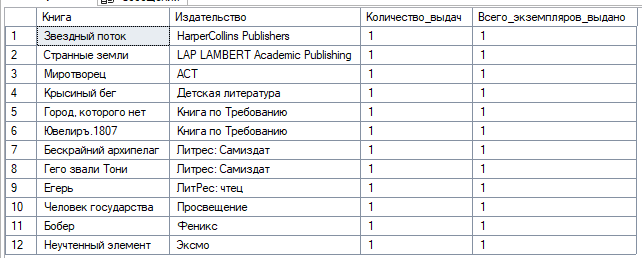 Книга Издательство Количество_выдач Всего_экземпляров_выдано
1 Звездный поток HarperCollins Publishers 1 1
2 Странные земли LAP LAMBERT Academic Publishing 1 1
3 Миротворец АСТ 1 1
4 Крысиный бег Детская литература 1 1
5 Город, которого нет Книга по Требованию 1 1
6 Ювелиръ.1807 Книга по Требованию 1 1
7 Бескрайний архипелаг Литрес: Самиздат 1 1
8 Гего звали Тони Литрес: Самиздат 1 1
9 Егерь ЛитРес: чтец 1 1
10 Человек государства Просвещение 1 1
11 Бобер Феникс 1 1
12 Неучтенный элемент Эксмо 1 1